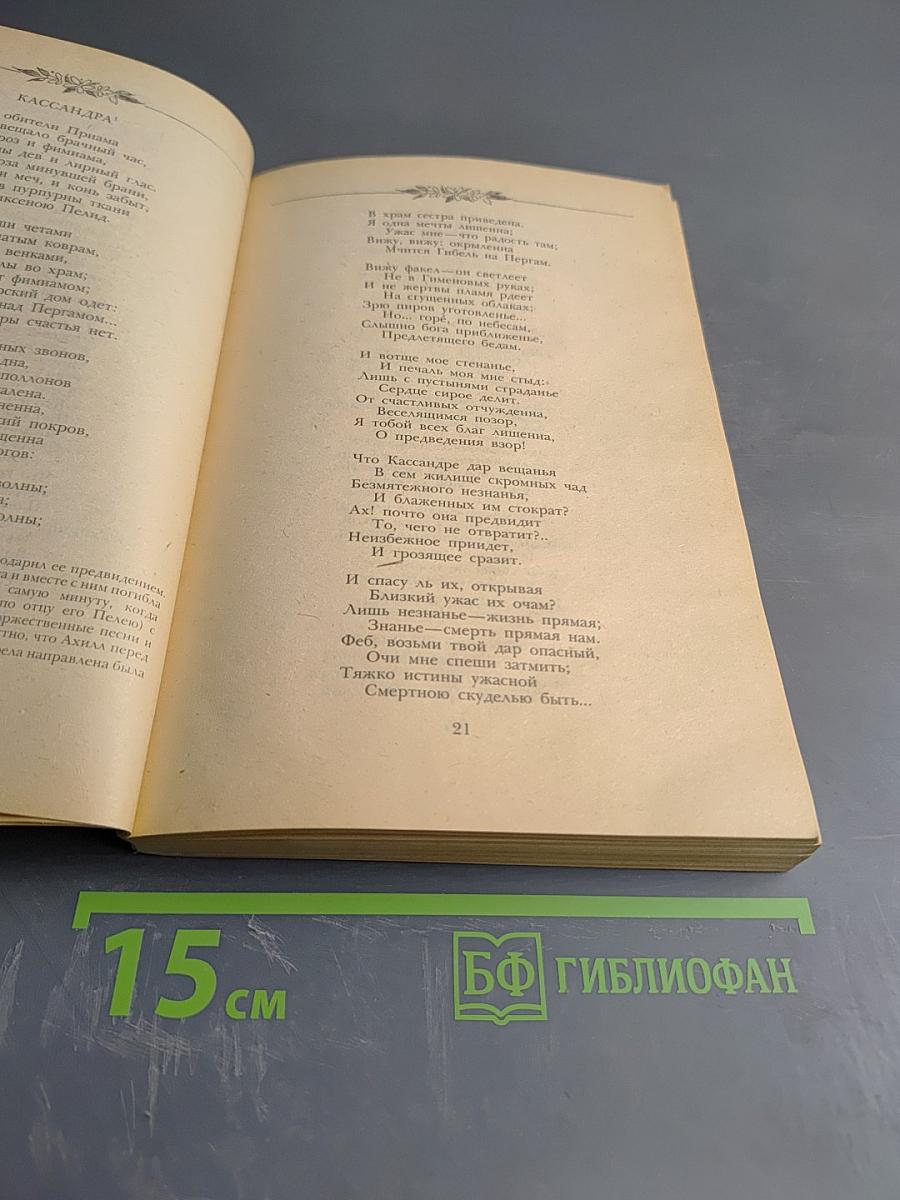 КАССАНДРА¹
обители Приама
вещало брачный час,
роз и фимиама,
дев и лирный глас.
минувшей брани,
меч, и конь забыт,
в пурпурны ткани
Пелид.
четами
коврам,
венками,
во храм;
фимиамом;
дом одет:
над Пергамом...
счастья нет.
звонов,
покров,
одарил ее предвидением.
и вместе с ним погибла
самую минуту, когда
по отцу его Пелею) с
песни и
что Ахилл перед
направлена была
В храм сестра приведена.
Я одна мечты лишенна;
Ужас мне—что радость там;
Вижу, вижу: окрыленна
Мчится Гибель на Пергам.
Вижу факел—он светлеет
Не в Гименовых руках;
И не жертвы пламя рдеет
На сгущенных облаках;
Зрю пиров уготовленье...
Но... горе, по небесам,
Слышно бога приближенье,
Предлетящего бедам.
И вотще мое стенанье,
И печаль моя мне стыд:
Лишь с пустынями страданье
Сердце сирое делит.
От счастливых отчужденна,
Веселящимся позор,
Я тобой всех благ лишенна,
О предведения взор!
Что Кассандре дар вещанья
В сем жилище скромных чад
Безмятежного незнанья,
И блаженных им стократ?
Ах! почто она предвидит
То, чего не отвратит?..
Неизбежное приидет,
И грозящее сразит.
И спасу ль их, открывая
Близкий ужас их очам?
Лишь незнанье—жизнь прямая;
Знанье—смерть прямая нам.
Феб, возьми твой дар опасный,
Очи мне спеши затмить;
Тяжко истины ужасной
Смертною скуделью быть...
21
15 см
БФ ГИБЛИОФАН